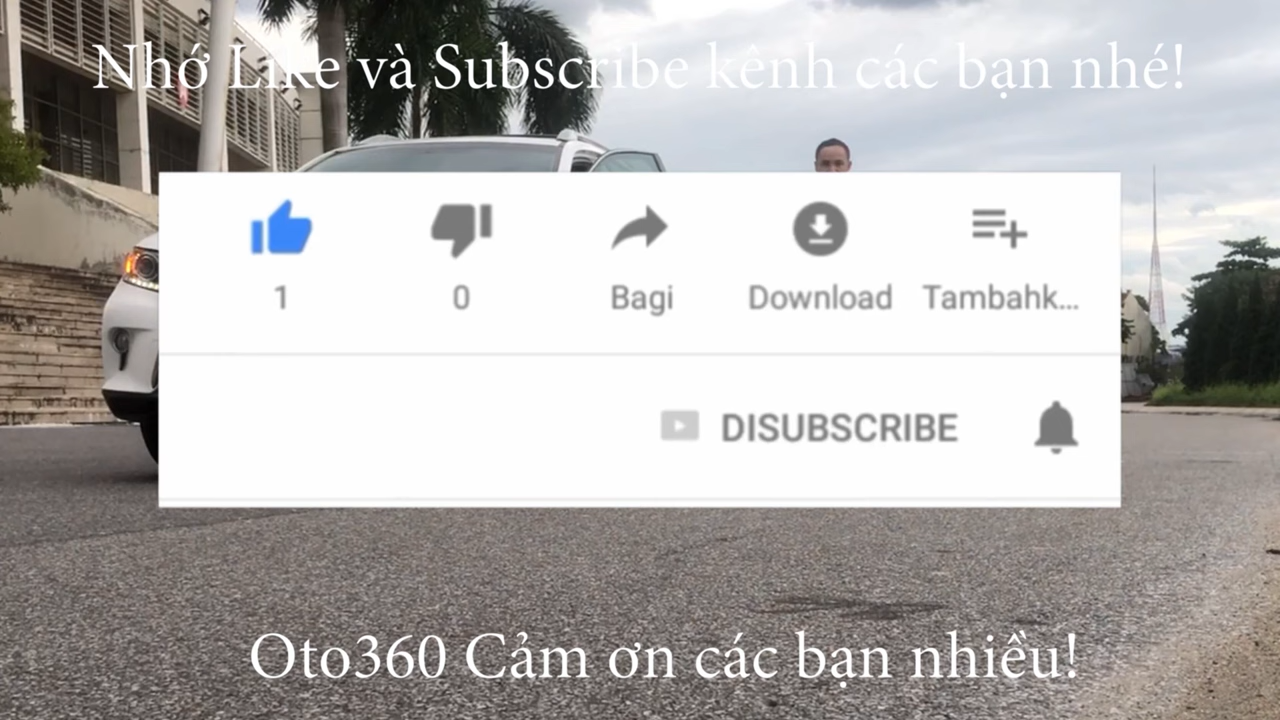 Nhớ Like và Subscribe kênh các bạn nhé!
1 0 Bagi Download Tambahk...
DISUBSCRIBE
Oto360 Cảm ơn các bạn nhiều!